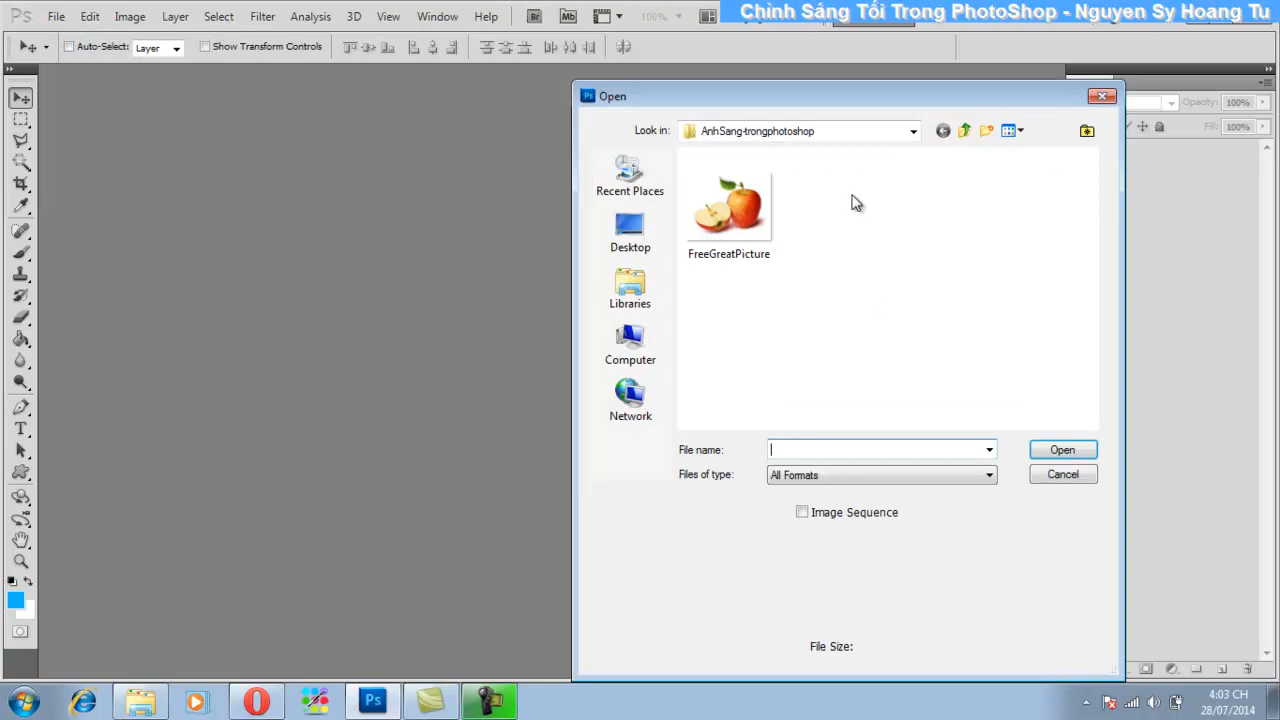 Chỉnh Sáng Tối Trong PhotoShop - Nguyen Sy Hoang Tu
Ps File Edit Image Layer Select Filter Analysis 3D View Window Help Br Mb 100%
Auto-Select: Layer Show Transform Controls
Ps Open
Look in: AnhSang-trongphotoshop
Opacity: 100%
Fill: 100%
Recent Places
Desktop
Libraries
Computer
Network
FreeGreatPicture
File name: Open
Files of type: All Formats Cancel
Image Sequence
File Size:
T
Ps
4:03 CH
28/07/2014